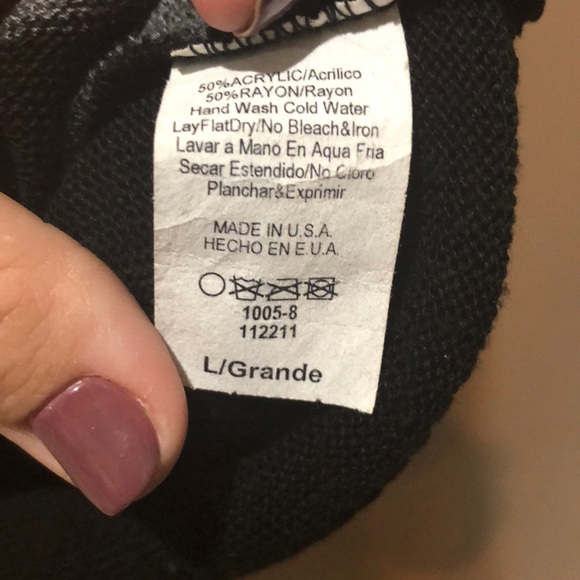 50%ACRYLIC/Acrilico
50%RAYON/Rayon
Hand Wash Cold Water
LayFlatDry/No Bleach&Iron
Lavar a Mano En Aqua Fria
Secar Estendido/No Cloro
Planchar&Exprimir
MADE IN U.S.A.
HECHO EN E.U.A.
1005-8
112211
L/Grande